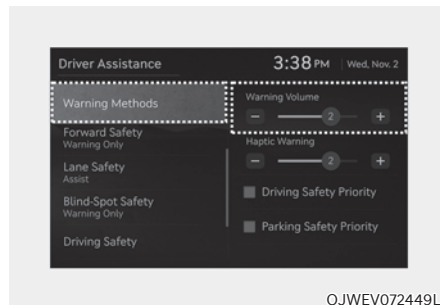 Driver Assistance
3:38 PM Wed, Nov. 2
Warning Methods
Forward Safety
Warning Only
Lane Safety
Assist
Blind-Spot Safety
Warning Only
Driving Safety
Warning Volume
− 2 +
Haptic Warning
− 2 +
Driving Safety Priority
Parking Safety Priority
OJWEV072449L